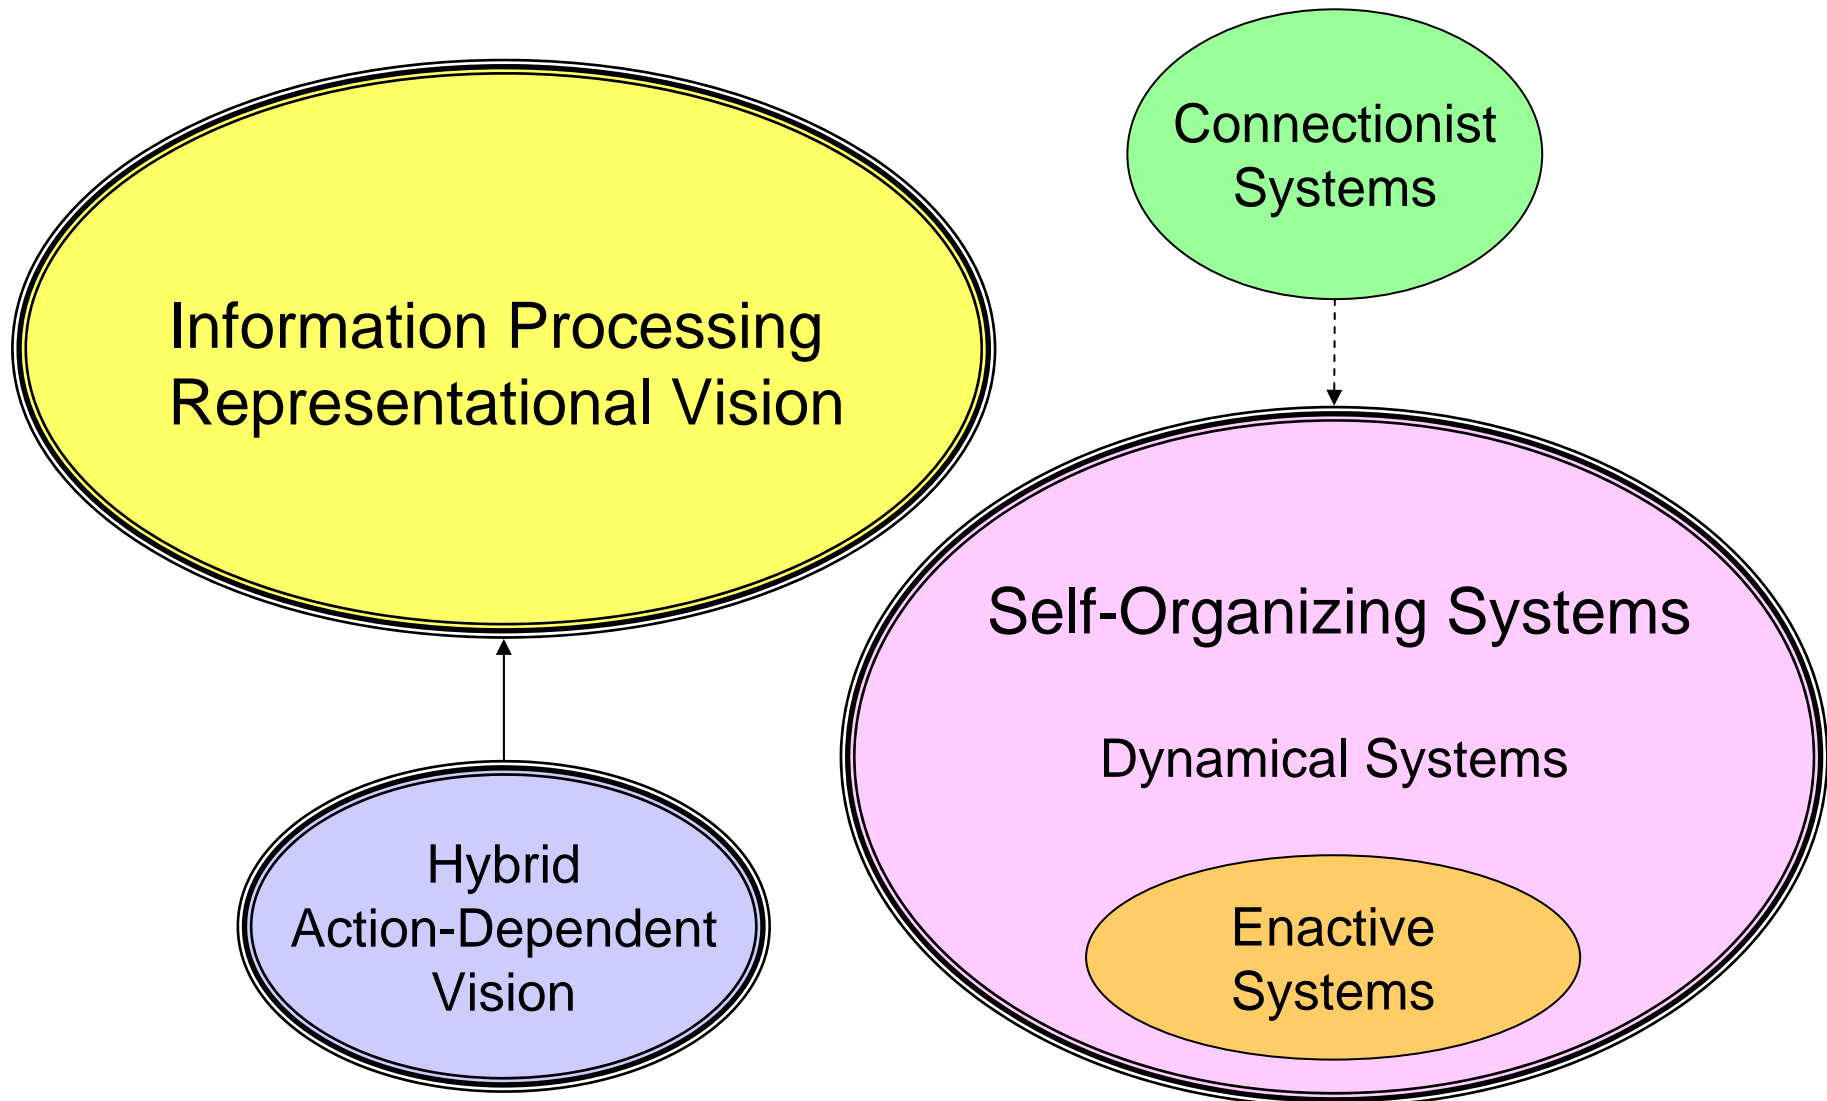 Connectionist
Systems
Information Processing
Representational Vision
Self-Organizing Systems
Dynamical Systems
Hybrid
Action-Dependent
Vision
Enactive
Systems